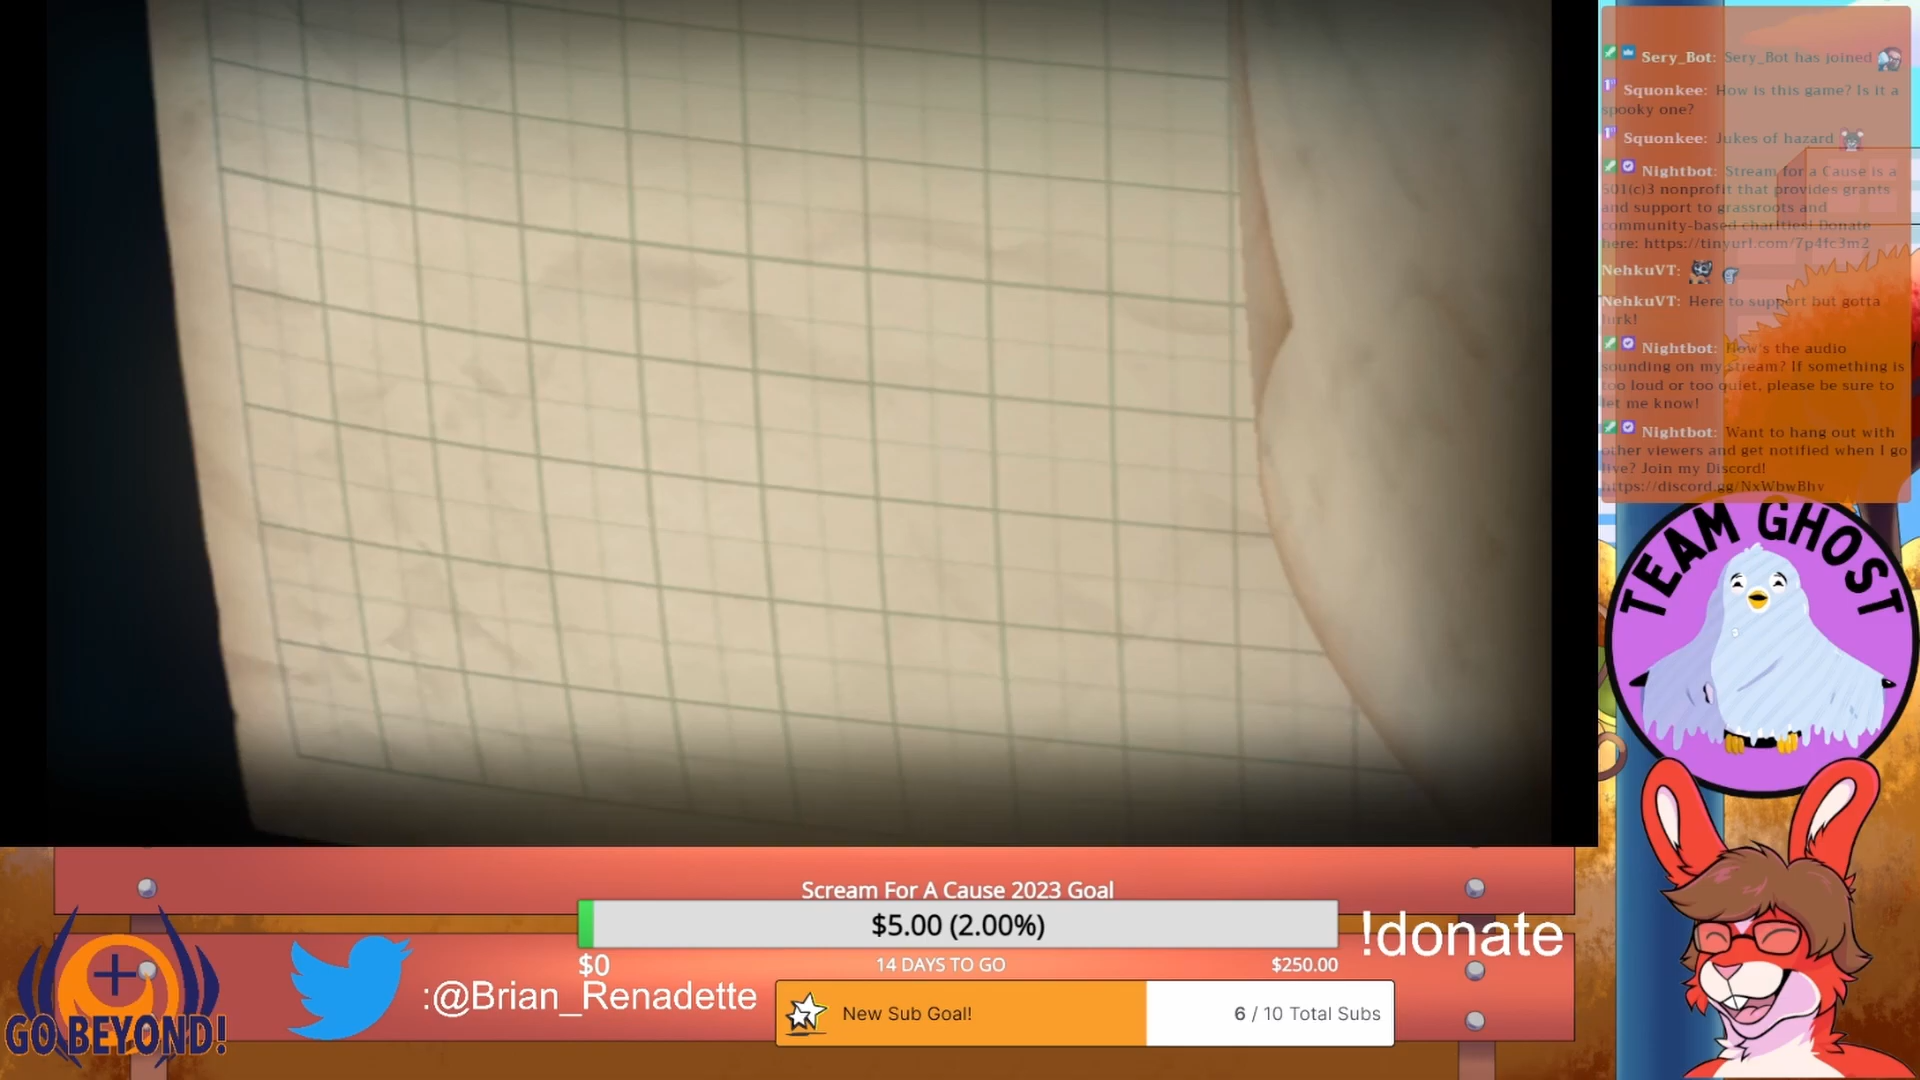 Sery_Bot: Sery_Bot has joined
Squonkee: How is this game? Is it a
spooky one?
Squonkee: Jukes of hazard
Nightbot: Stream for a Cause is a
501(c)3 nonprofit that provides grants
and support to grassroots and
community-based charities! Donate
here: https://tinyurl.com/7p4fc3m2
NehkuVT:
NehkuVT: Here to support but gotta
lurk!
Nightbot: How's the audio
sounding on my stream? If something is
too loud or too quiet, please be sure to
let me know!
Nightbot: Want to hang out with
other viewers and get notified when I go
live? Join my Discord!
https://discord.gg/NxWbwBhv
TEAM GHOST
Scream For A Cause 2023 Goal
$5.00 (2.00%)
$0 14 DAYS TO GO $250.00
!donate
GO BEYOND!
:@Brian_Renadette
New Sub Goal! 6 / 10 Total Subs